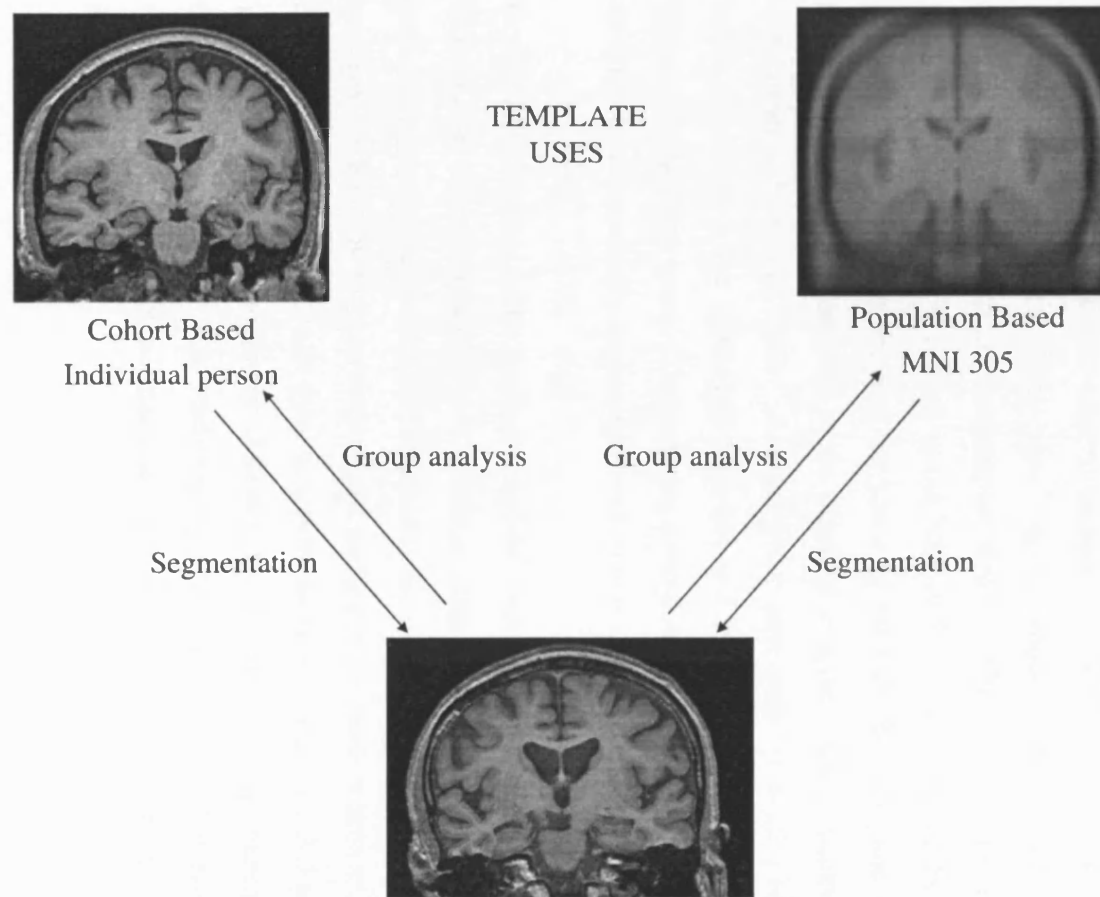 TEMPLATE
USES
Cohort Based
Individual person
Population Based
MNI 305
Group analysis
Group analysis
Segmentation
Segmentation